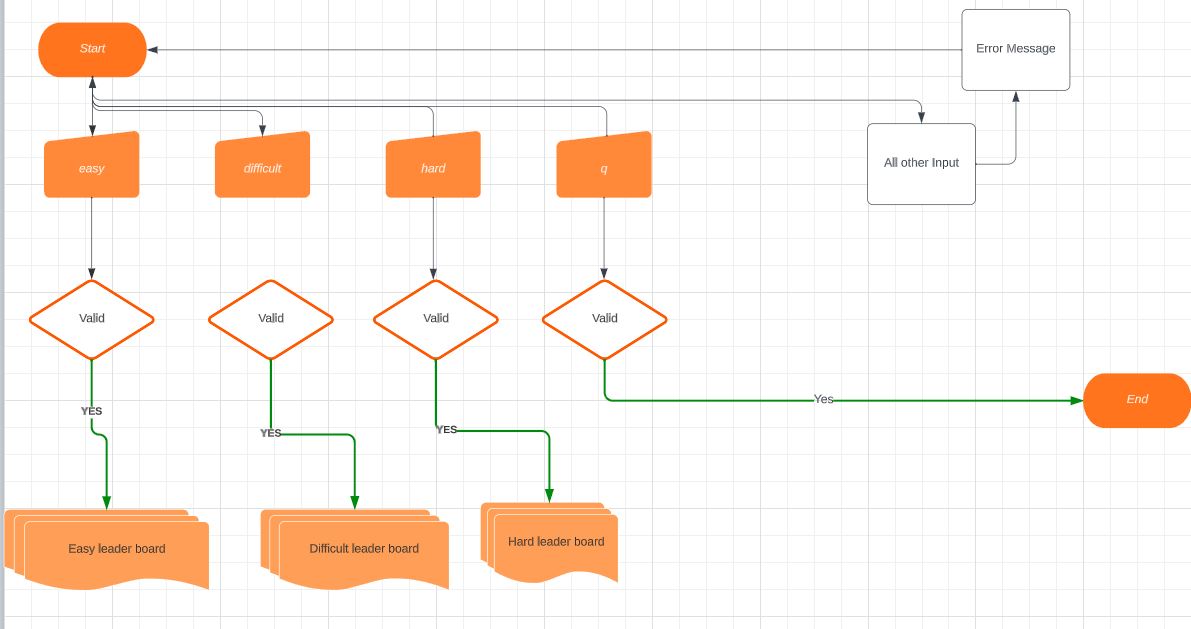 Start
Error Message
All other Input
easy
difficult
hard
q
Valid
Valid
Valid
Valid
YES
YES
YES
Yes
End
Easy leader board
Difficult leader board
Hard leader board